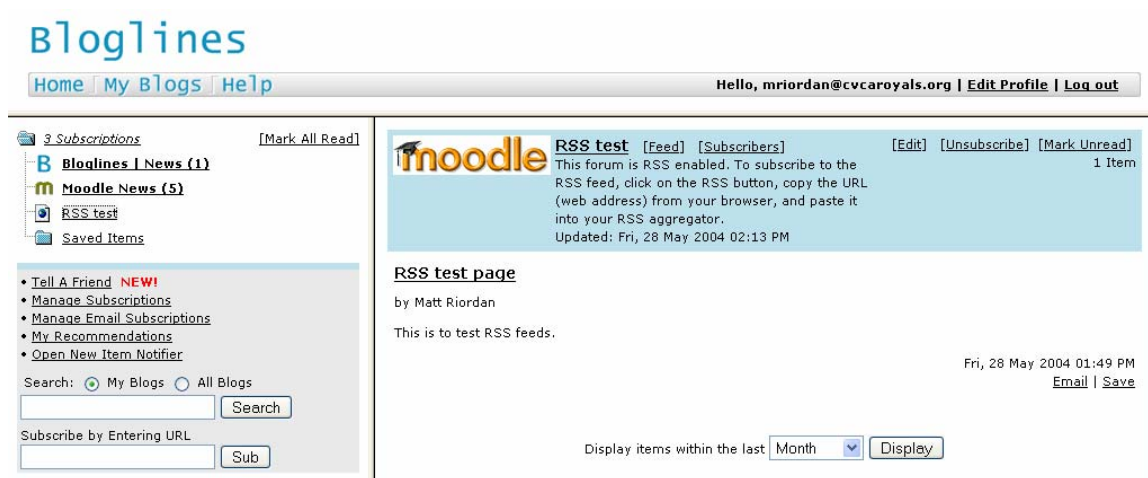 Bloglines
Home My Blogs Help
Hello, mriordan@cvcaroyals.org | Edit Profile | Log out
3 Subscriptions [Mark All Read]
Bloglines | News (1)
Moodle News (5)
RSS test
Saved Items
• Tell A Friend NEW!
• Manage Subscriptions
• Manage Email Subscriptions
• My Recommendations
• Open New Item Notifier
Search: My Blogs All Blogs
Search
Subscribe by Entering URL
Sub
moodle
RSS test [Feed] [Subscribers] [Edit] [Unsubscribe] [Mark Unread]
1 Item
This forum is RSS enabled. To subscribe to the
RSS feed, click on the RSS button, copy the URL
(web address) from your browser, and paste it
into your RSS aggregator.
Updated: Fri, 28 May 2004 02:13 PM
RSS test page
by Matt Riordan
This is to test RSS feeds.
Fri, 28 May 2004 01:49 PM
Email | Save
Display items within the last Month Display